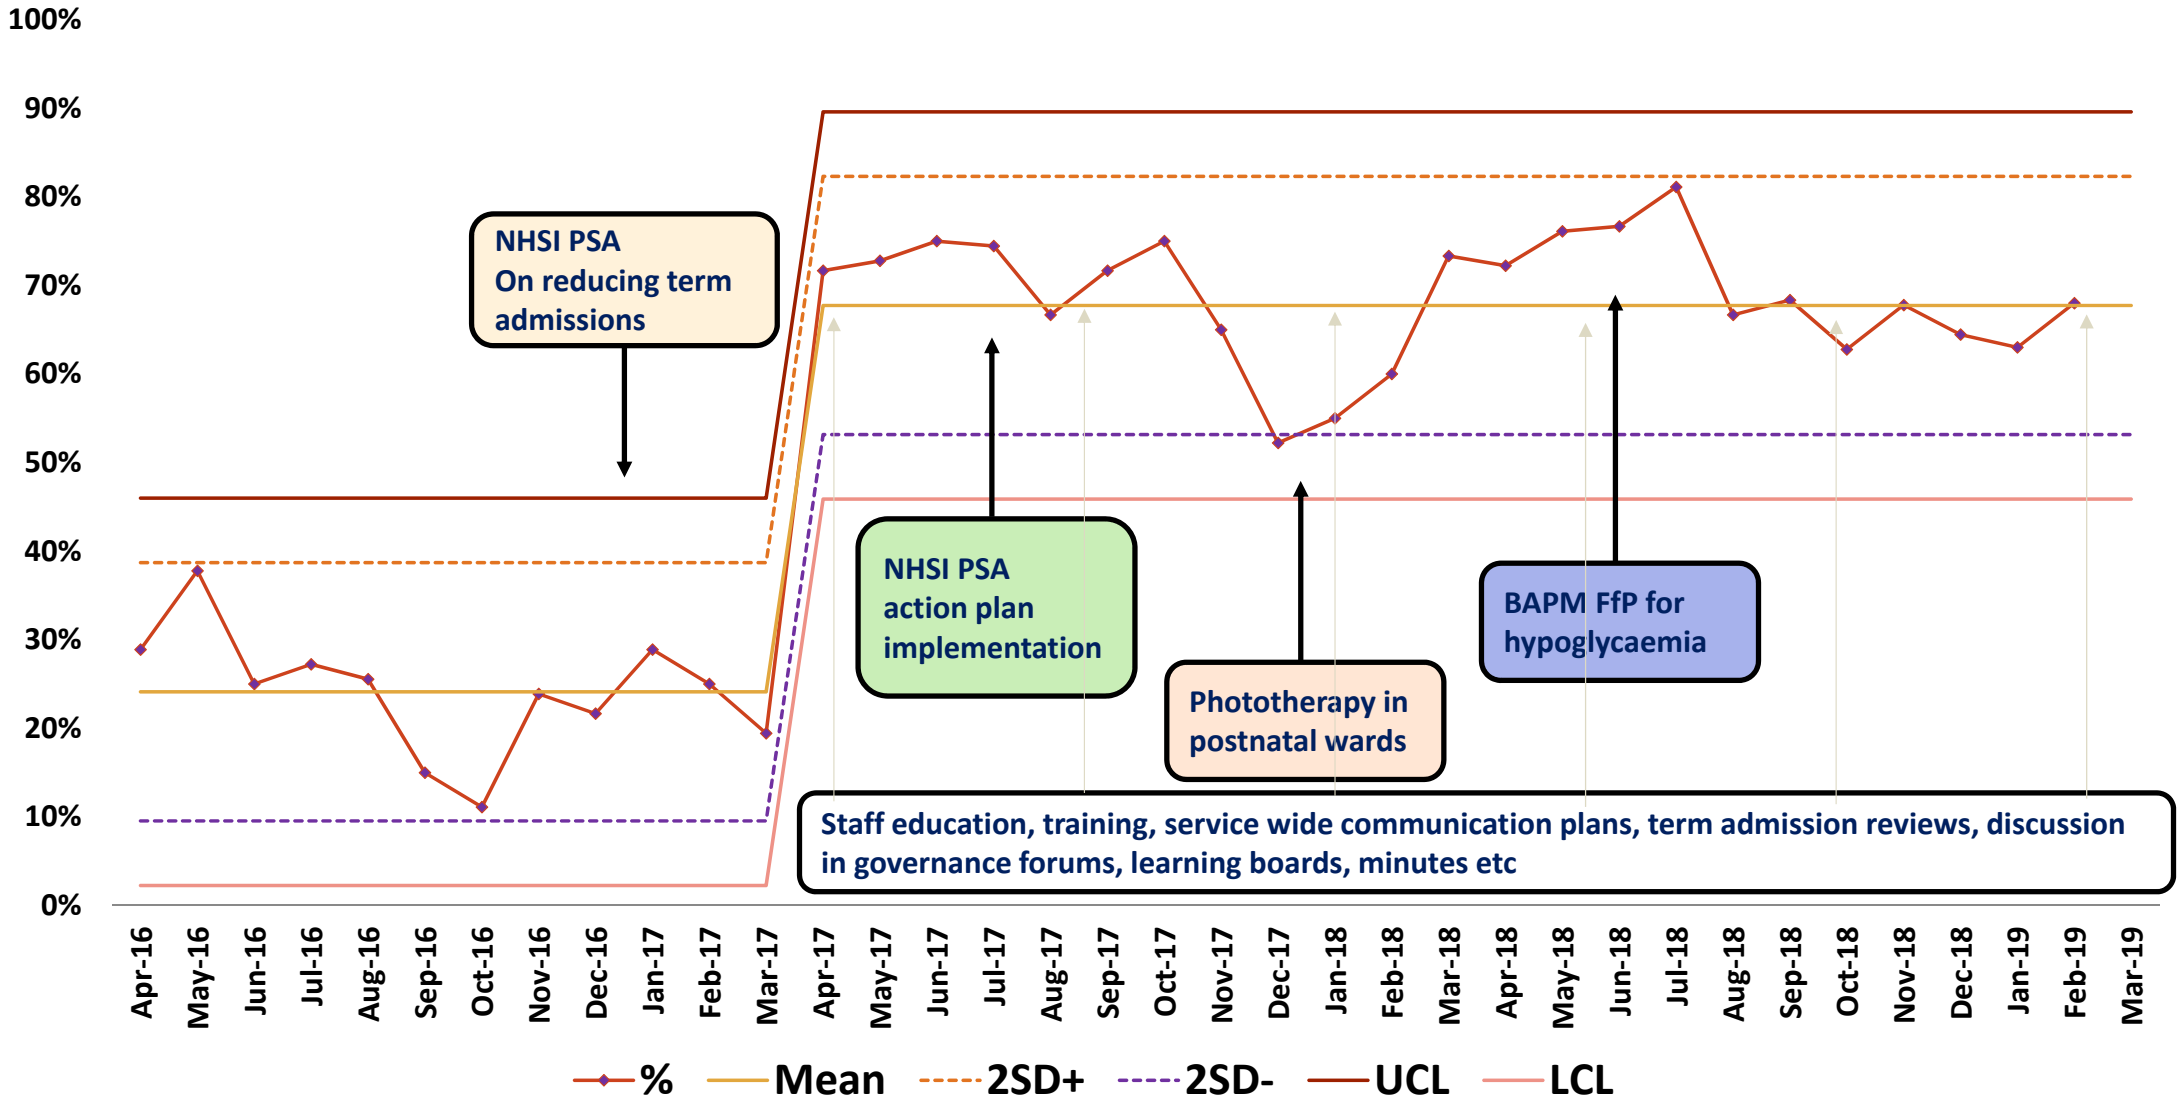 100%
90%
80%
70%
60%
50%
40%
30%
20%
10%
0%
NHSI PSA
On reducing term
admissions
NHSI PSA
action plan
implementation
Phototherapy in
postnatal wards
BAPM FfP for
hypoglycaemia
Staff education, training, service wide communication plans, term admission reviews, discussion
in governance forums, learning boards, minutes etc
Apr-16
May-16
Jun-16
Jul-16
Aug-16
Sep-16
Oct-16
Nov-16
Dec-16
Jan-17
Feb-17
Mar-17
Apr-17
May-17
Jun-17
Jul-17
Aug-17
Sep-17
Oct-17
Nov-17
Dec-17
Jan-18
Feb-18
Mar-18
Apr-18
May-18
Jun-18
Jul-18
Aug-18
Sep-18
Oct-18
Nov-18
Dec-18
Jan-19
Feb-19
Mar-19
% Mean 2SD+ 2SD- UCL LCL